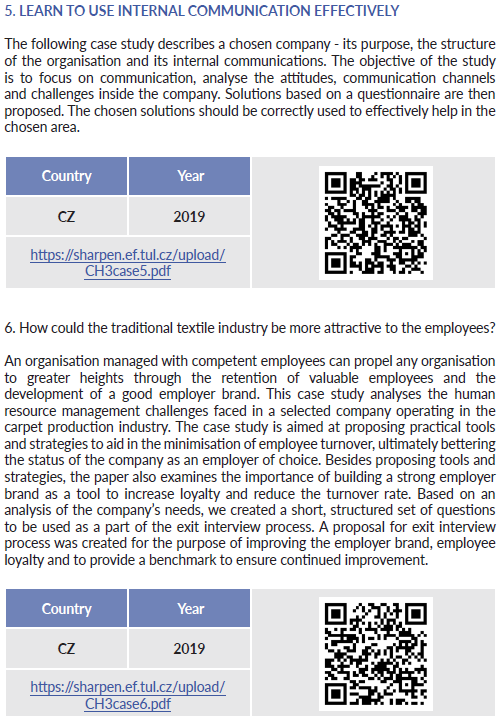 5. LEARN TO USE INTERNAL COMMUNICATION EFFECTIVELY
The following case study describes a chosen company - its purpose, the structure
of the organisation and its internal communications. The objective of the study
is to focus on communication, analyse the attitudes, communication channels
and challenges inside the company. Solutions based on a questionnaire are then
proposed. The chosen solutions should be correctly used to effectively help in the
chosen area.
Country Year
CZ 2019
https://sharpen.ef.tul.cz/upload/
CH3case5.pdf
6. How could the traditional textile industry be more attractive to the employees?
An organisation managed with competent employees can propel any organisation
to greater heights through the retention of valuable employees and the
development of a good employer brand. This case study analyses the human
resource management challenges faced in a selected company operating in the
carpet production industry. The case study is aimed at proposing practical tools
and strategies to aid in the minimisation of employee turnover, ultimately bettering
the status of the company as an employer of choice. Besides proposing tools and
strategies, the paper also examines the importance of building a strong employer
brand as a tool to increase loyalty and reduce the turnover rate. Based on an
analysis of the company's needs, we created a short, structured set of questions
to be used as a part of the exit interview process. A proposal for exit interview
process was created for the purpose of improving the employer brand, employee
loyalty and to provide a benchmark to ensure continued improvement.
Country Year
CZ 2019
https://sharpen.ef.tul.cz/upload/
CH3case6.pdf